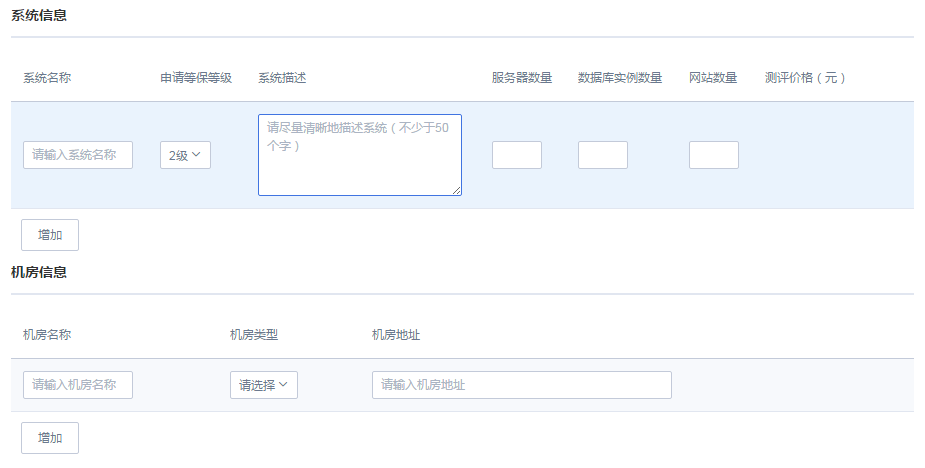 系统信息
系统名称 申请等保等级 系统描述 服务器数量 数据库实例数量 网站数量 测评价格（元）
请输入系统名称 2级 请尽量清晰地描述系统（不少于50
个字）
增加
机房信息
机房名称 机房类型 机房地址
请输入机房名称 请选择 请输入机房地址
增加